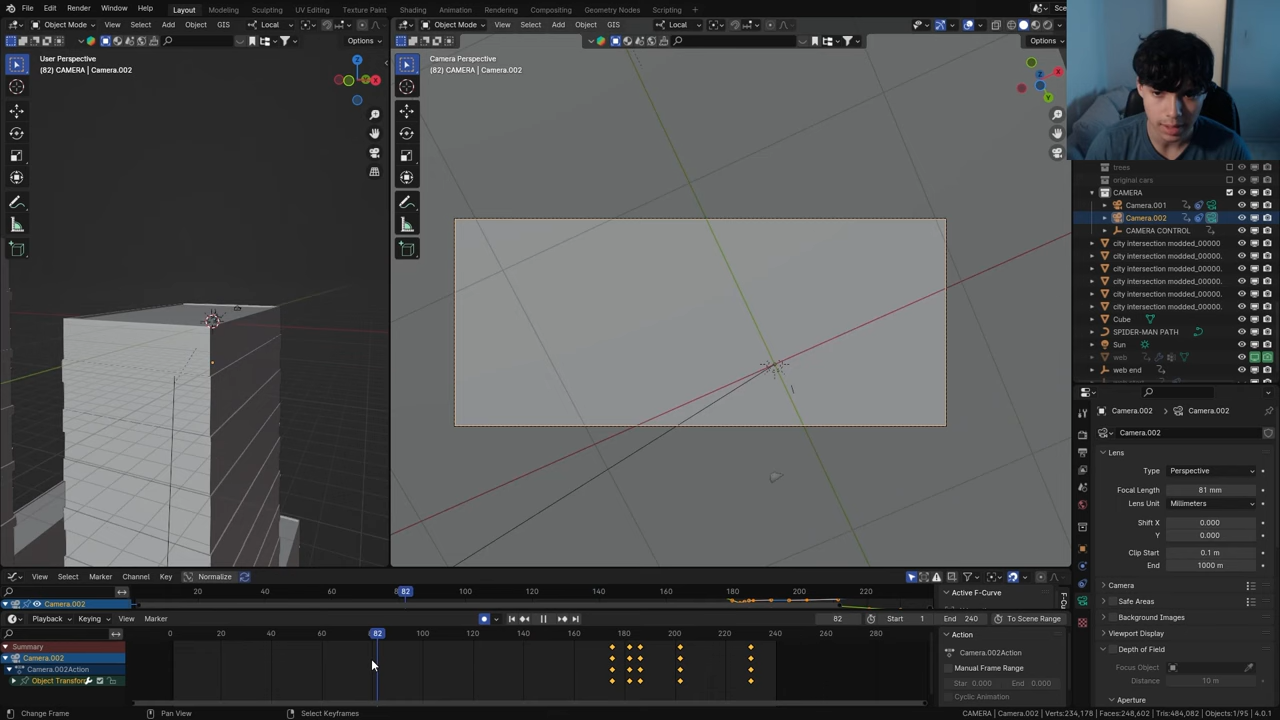 File Edit Render Window Help Layout Modeling Sculpting UV Editing Texture Paint Shading Animation Rendering Compositing Geometry Nodes Scripting
Object Mode View Select Add Object GIS Local
Object Mode View Select Add Object GIS Local
Options
Options
User Perspective
(82) CAMERA | Camera.002
Camera Perspective
(82) CAMERA | Camera.002
trees
original cars
CAMERA
Camera.001
Camera.002
CAMERA CONTROL
city intersection modded_00000
city intersection modded_00000.
city intersection modded_00000.
city intersection modded_00000.
city intersection modded_00000.
city intersection modded_00000.
Cube
SPIDER-MAN PATH
Sun
web
web end
Camera.002 > Camera.002
Camera.002
Lens
Type Perspective
Focal Length 81 mm
Lens Unit Millimeters
Shift X 0.000
Y 0.000
Clip Start 0.1 m
End 1000 m
Camera
Safe Areas
Background Images
Viewport Display
Depth of Field
Focus Object
Distance 10 m
Aperture
View Select Marker Channel Key Normalize
20 40 60 82 100 120 140 160 180 200 220
Camera.002
Active F-Curve
Playback Keying View Marker 82 Start 1 End 240 To Scene Range
0 20 40 60 82 100 120 140 160 180 200 220 240 260 280
Summary
Camera.002
Camera.002Action
Object Transform
Action
Camera.002Action
Manual Frame Range
Start 0.000 End 0.000
Cyclic Animation
Change Frame Pan View Select Keyframes
CAMERA | Camera.002 | Verts:234,178 | Faces:248,602 | Tris:484,082 | Objects:1/95 | 4.0.1